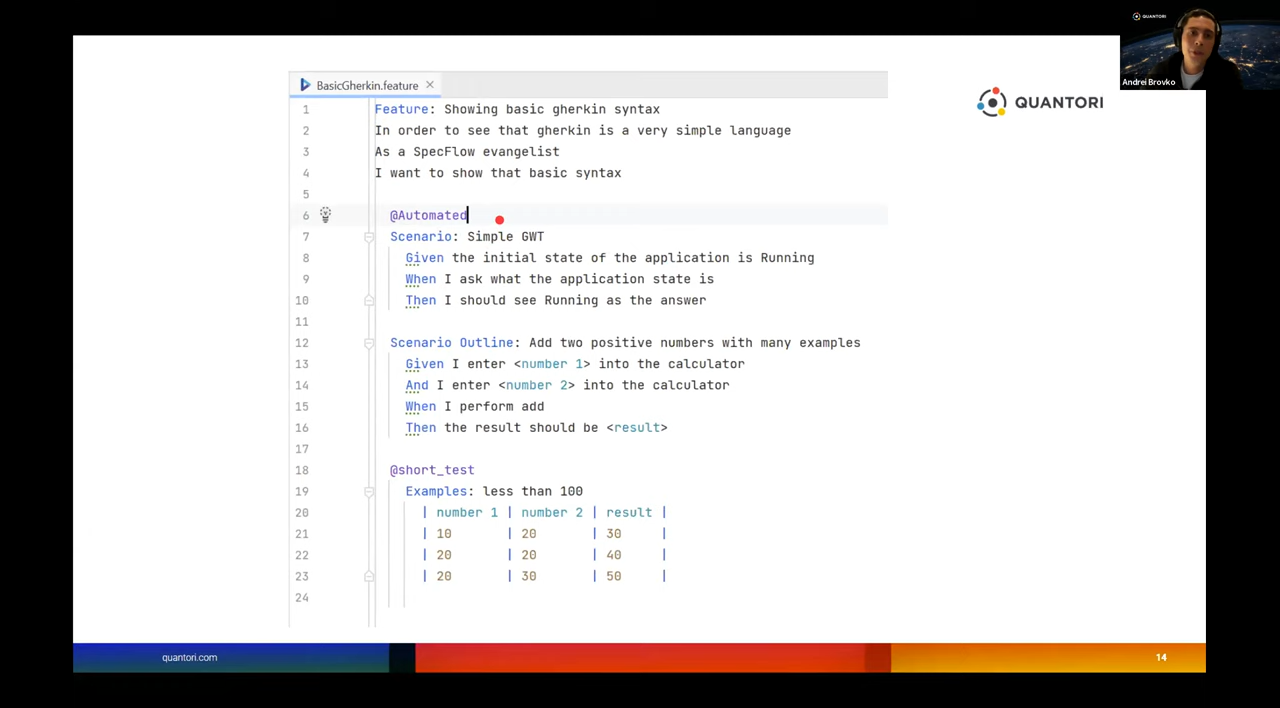 BasicGherkin.feature
1 Feature: Showing basic gherkin syntax
2 In order to see that gherkin is a very simple language
3 As a SpecFlow evangelist
4 I want to show that basic syntax
5
6 @Automated
7 Scenario: Simple GWT
8 Given the initial state of the application is Running
9 When I ask what the application state is
10 Then I should see Running as the answer
11
12 Scenario Outline: Add two positive numbers with many examples
13 Given I enter <number 1> into the calculator
14 And I enter <number 2> into the calculator
15 When I perform add
16 Then the result should be <result>
17
18 @short_test
19 Examples: less than 100
20 | number 1 | number 2 | result |
21 | 10 | 20 | 30 |
22 | 20 | 20 | 40 |
23 | 20 | 30 | 50 |
24
QUANTORI
QUANTORI
Andrei Brovko
quantori.com
14